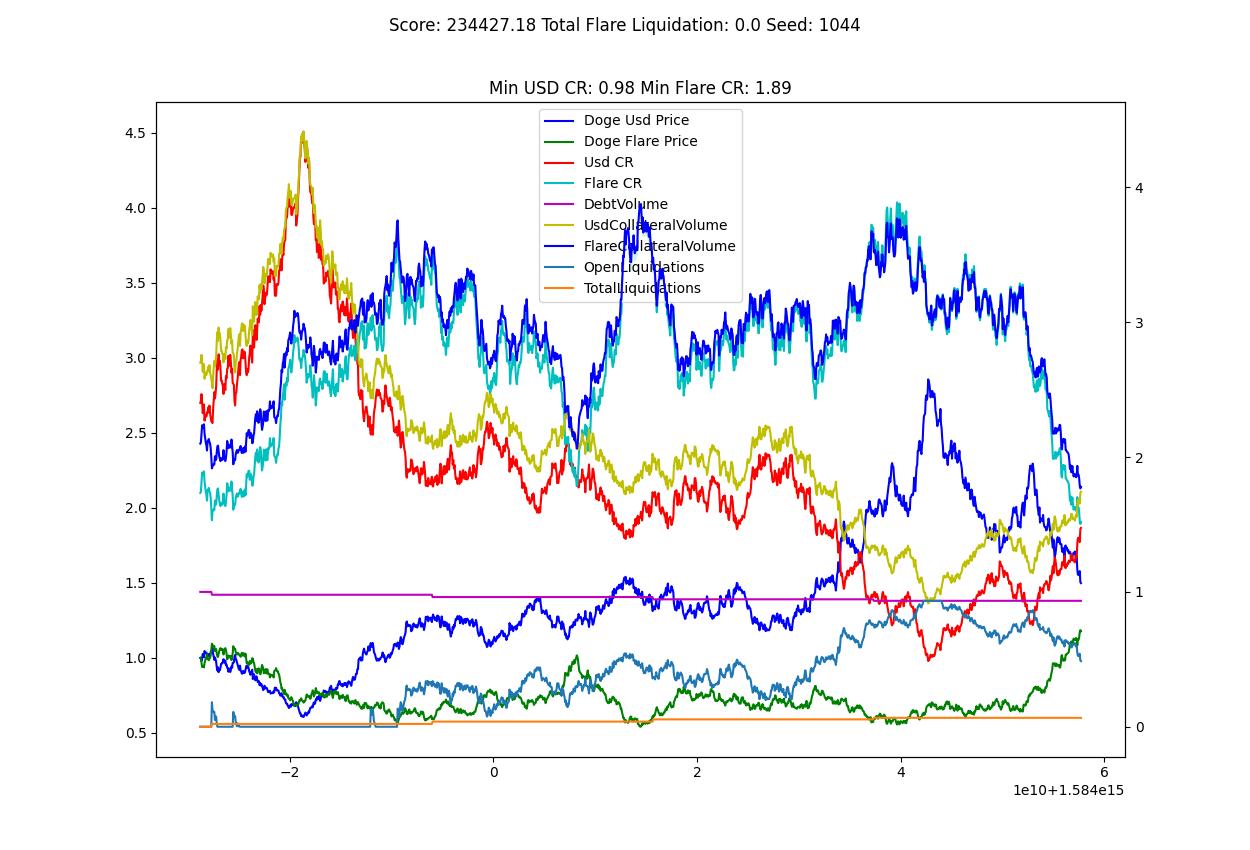 Score: 234427.18 Total Flare Liquidation: 0.0 Seed: 1044
Min USD CR: 0.98 Min Flare CR: 1.89
Doge Usd Price
Doge Flare Price
Usd CR
Flare CR
DebtVolume
UsdCollateralVolume
FlareCollateralVolume
OpenLiquidations
TotalLiquidations
4.5
4.0
3.5
3.0
2.5
2.0
1.5
1.0
0.5
4
3
2
1
0
−2
0
2
4
6
1e10+1.584e15